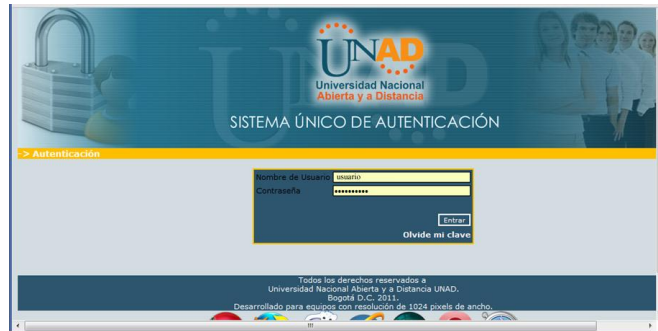 UNAD
Universidad Nacional
Abierta y a Distancia
SISTEMA ÚNICO DE AUTENTICACIÓN
-> Autenticación
Nombre de Usuario usuario
Contraseña ••••••••••
Entrar
Olvide mi clave
Todos los derechos reservados a
Universidad Nacional Abierta y a Distancia UNAD.
Bogotá D.C. 2011.
Desarrollado para equipos con resolución de 1024 pixels de ancho.